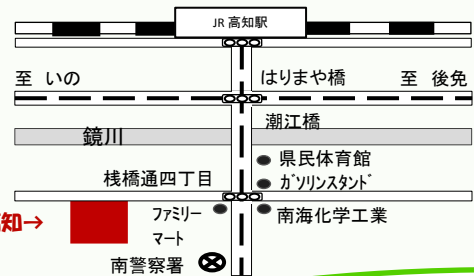 JR 高知駅
至 いの
はりまや橋
至 後免
潮江橋
鏡川
県民体育館
ｶﾞｿﾘﾝｽﾀﾝﾄﾞ
桟橋通四丁目
知→
ファミリー
マート
南海化学工業
南警察署